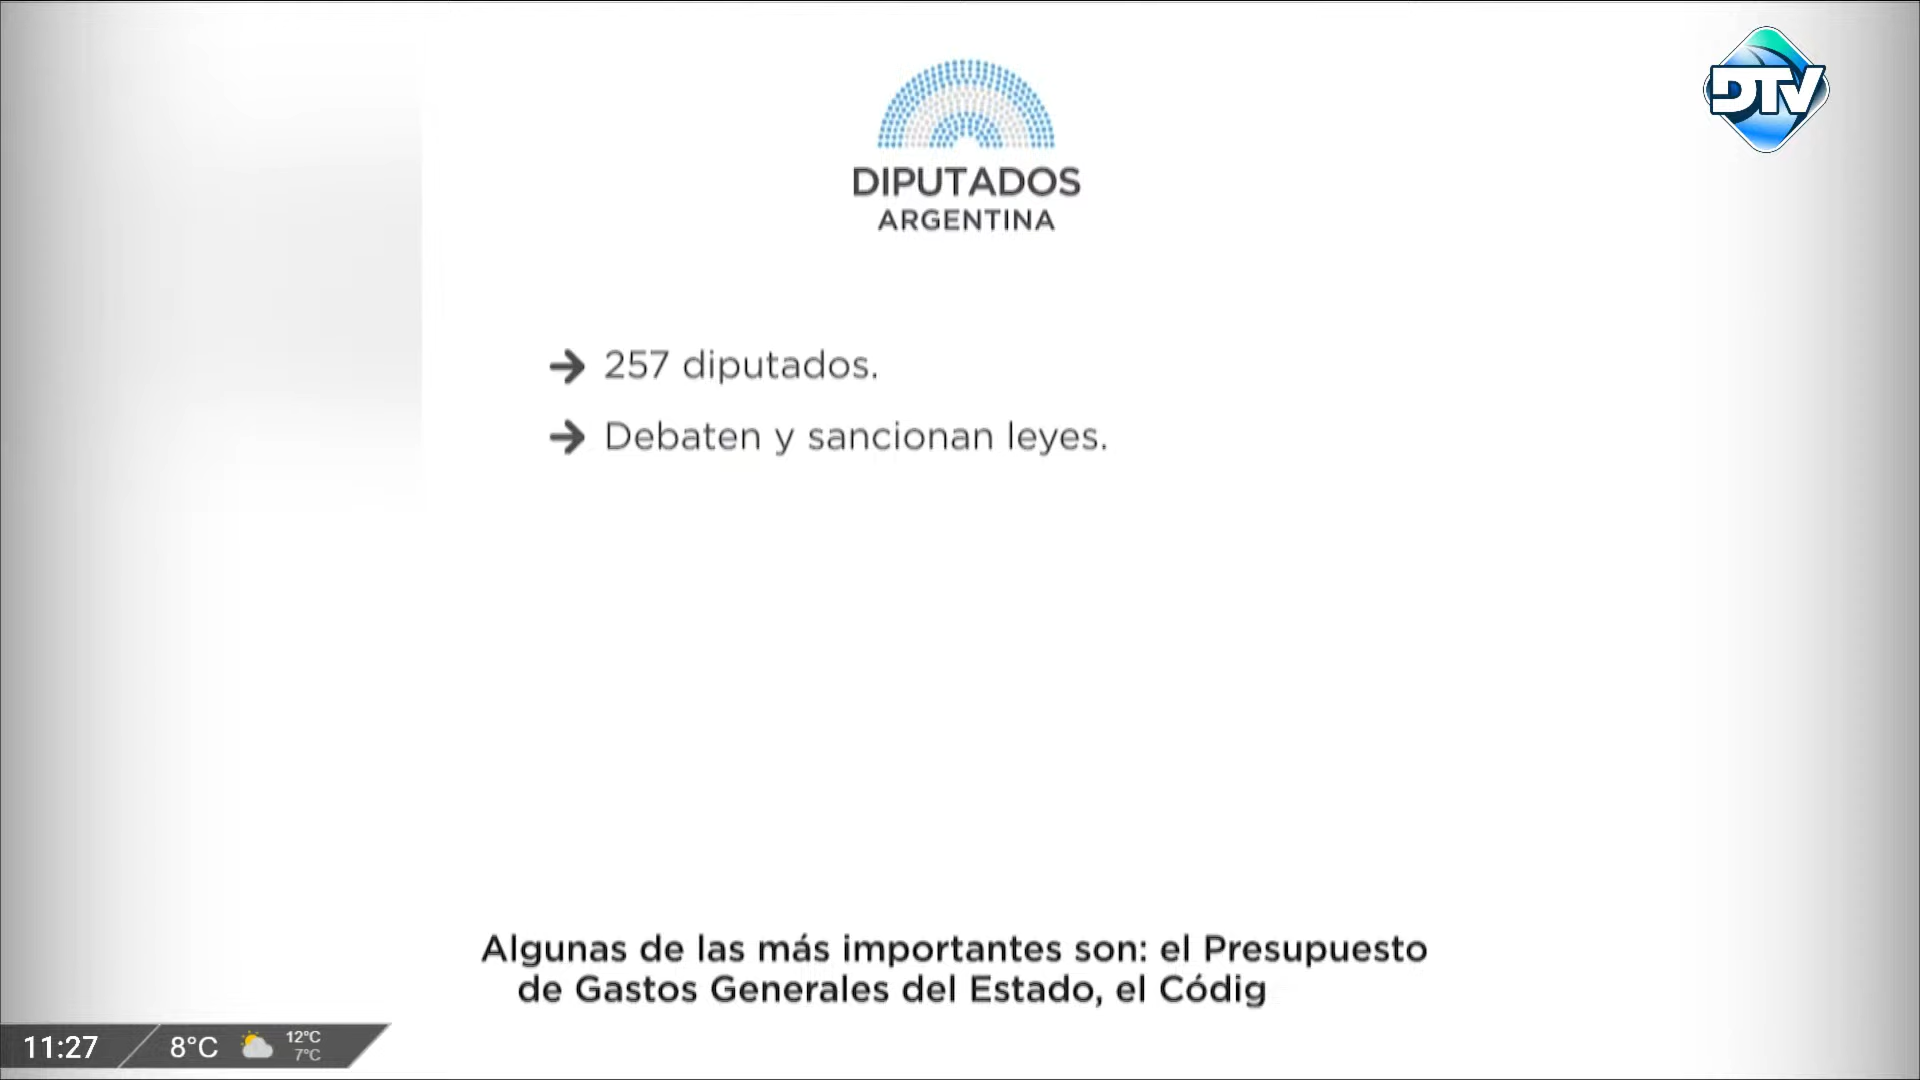 DTV
DIPUTADOS
ARGENTINA
→ 257 diputados.
→ Debaten y sancionan leyes.
Algunas de las más importantes son: el Presupuesto
de Gastos Generales del Estado, el Códig
11:27
8°C
12°C
7°C